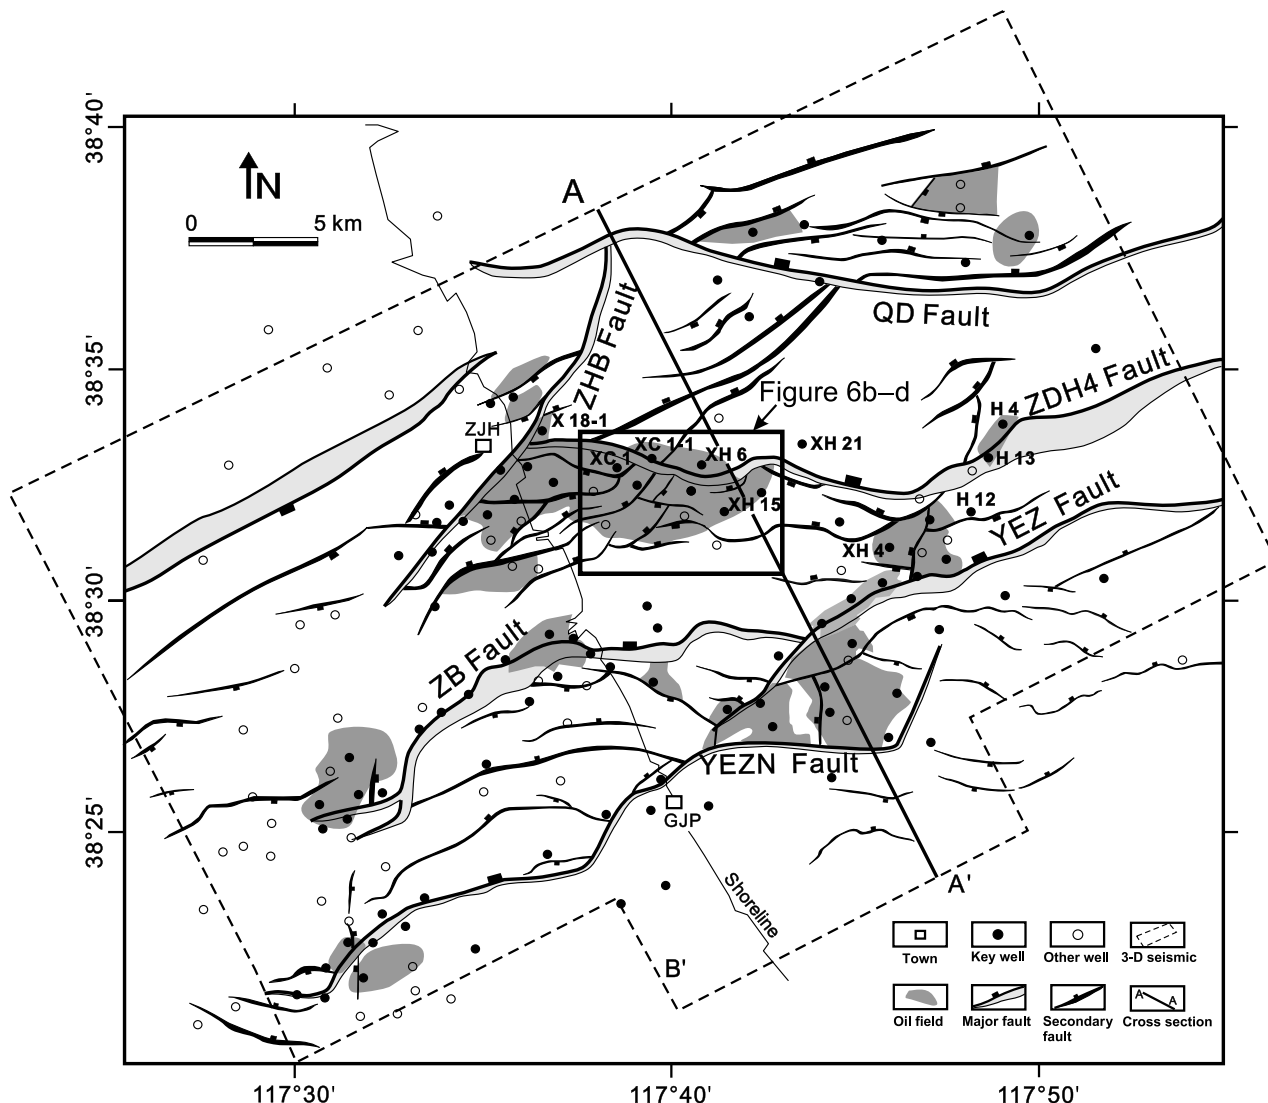 38°40'
N
0 5 km
A
QD Fault
38°35'
ZHB Fault
ZDH4 Fault
Figure 6b–d
H 4
X 18-1
ZJH
XC 1-1
XH 21
XC 1
XH 6
H 13
XH 15
H 12
YEZ Fault
XH 4
38°30'
ZB Fault
YEZN Fault
GJP
38°25'
Shoreline
A'
B'
Town
Key well
Other well
3-D seismic
A A
Oil field
Major fault
Secondary
fault
Cross section
117°30'
117°40'
117°50'